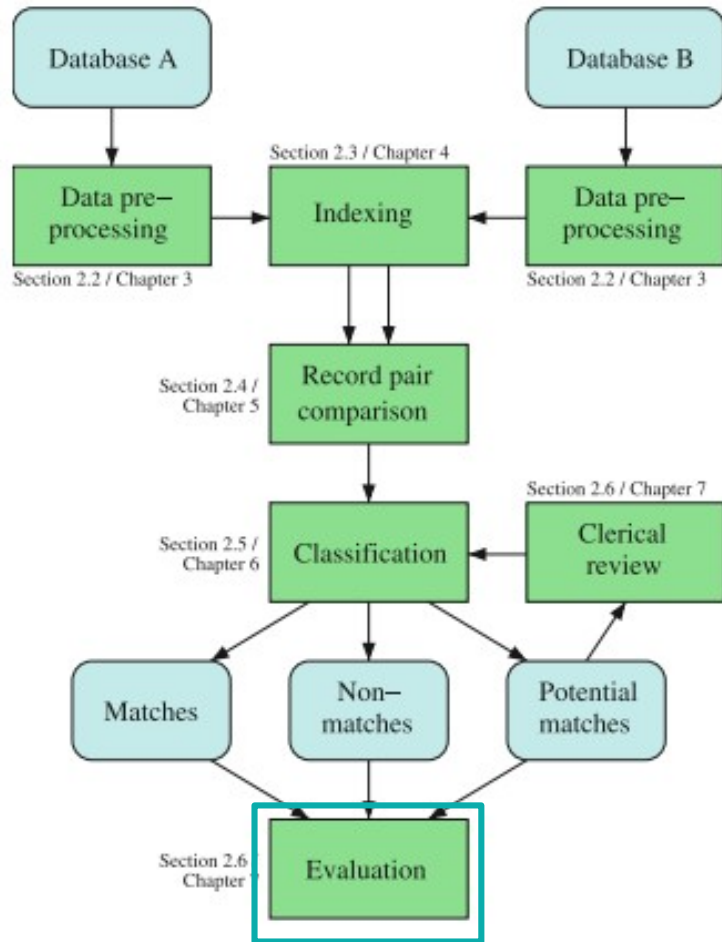 Database A
Database B
Section 2.3 / Chapter 4
Data pre−
processing
Indexing
Data pre−
processing
Section 2.2 / Chapter 3
Section 2.2 / Chapter 3
Section 2.4 /
Chapter 5
Record pair
comparison
Section 2.6 / Chapter 7
Section 2.5 /
Chapter 6
Classification
Clerical
review
Matches
Non−
matches
Potential
matches
Section 2.6
Chapter
Evaluation